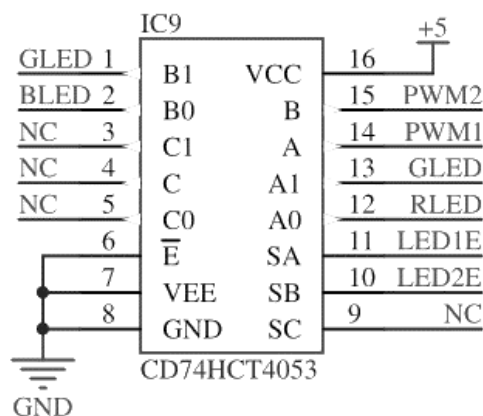 IC9
+5
GLED 1 B1 VCC 16
BLED 2 B0 B 15 PWM2
NC 3 C1 A 14 PWM1
NC 4 C A1 13 GLED
NC 5 C0 A0 12 RLED
6 E SA 11 LED1E
7 VEE SB 10 LED2E
8 GND SC 9 NC
CD74HCT4053
GND